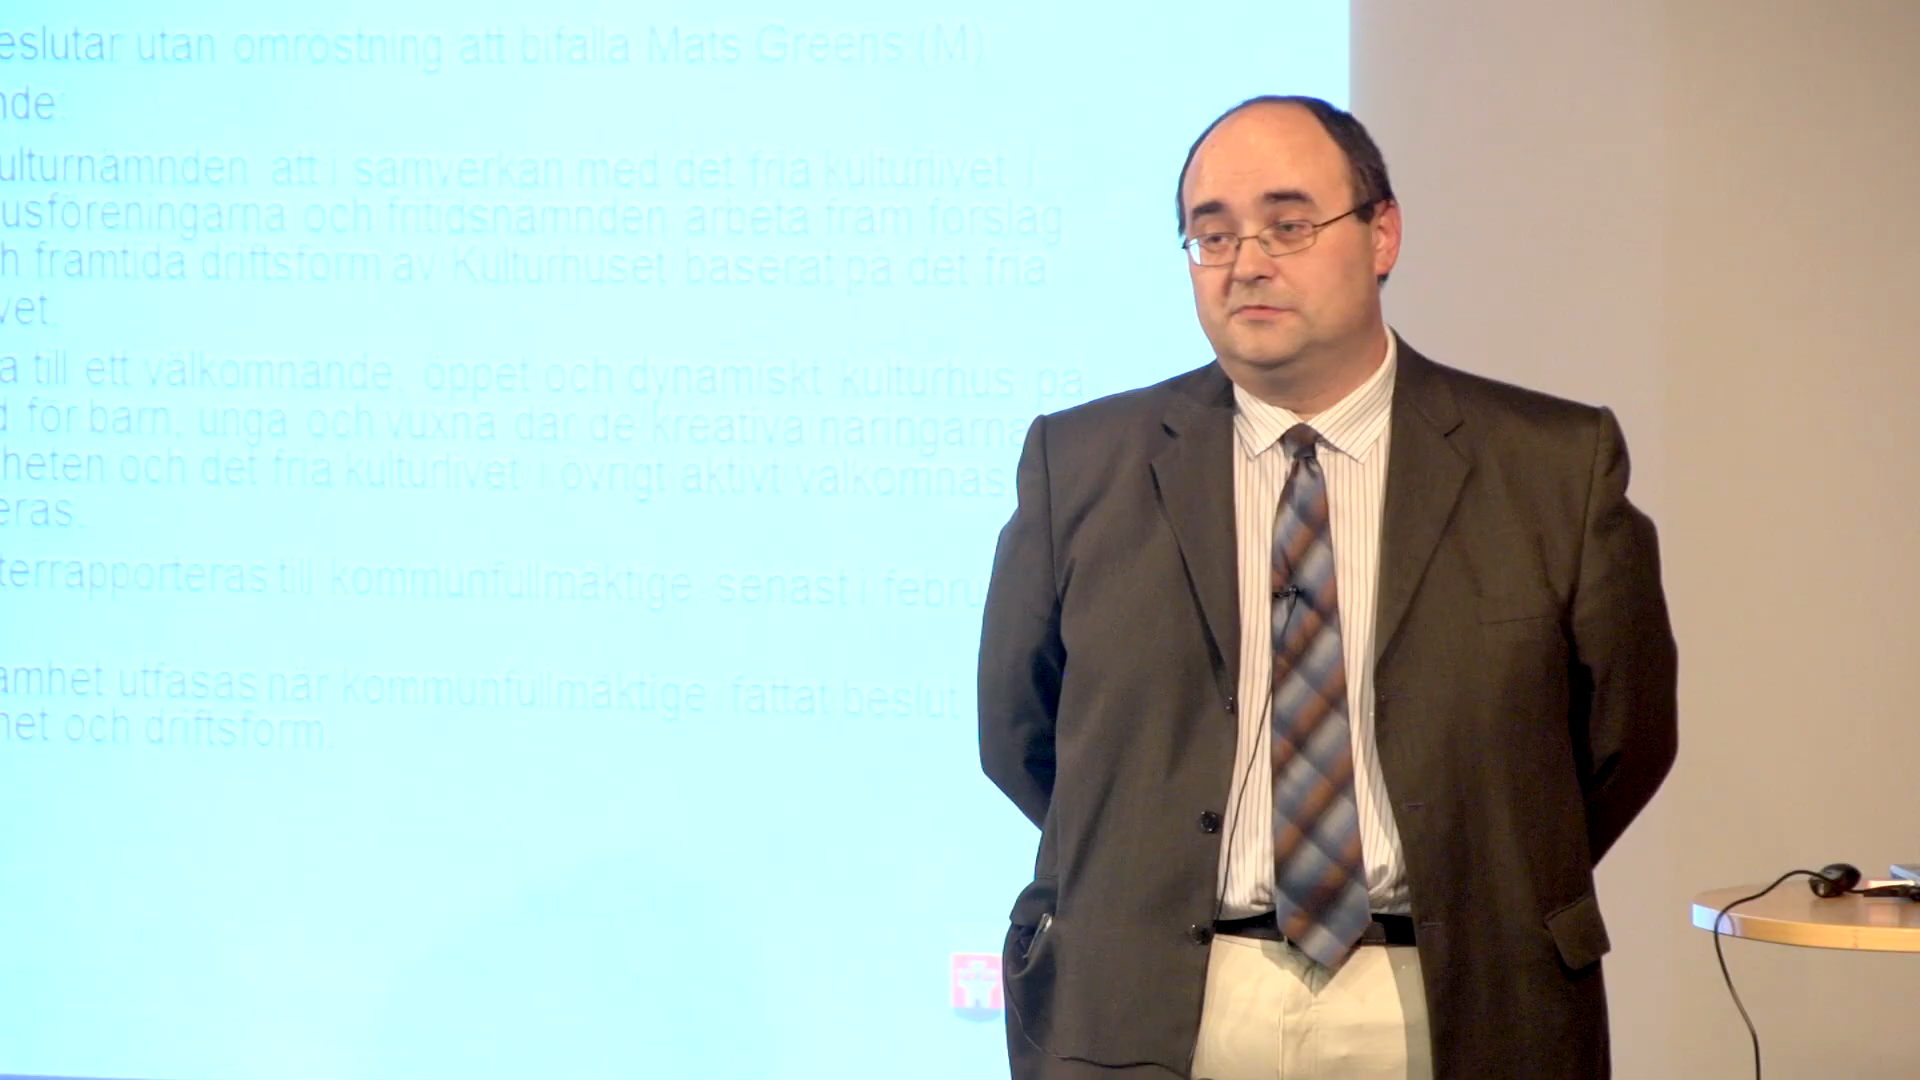 eslutar utan omröstning att bifalla Mats Greens (M)
nde:
ulturnämnden att i samverkan med det fria kulturlivet i
usföreningarna och fritidsnämnden arbeta fram förslag
h framtida driftsform av Kulturhuset baserat på det fria
vet.
a till ett välkomnande, öppet och dynamiskt kulturhus på
d för barn, unga och vuxna där de kreativa näringarna
heten och det fria kulturlivet i övrigt aktivt välkomnas
eras.
terrapporteras till kommunfullmäktige senast i febru
amhet utfasas när kommunfullmäktige fattat beslut
het och driftsform.